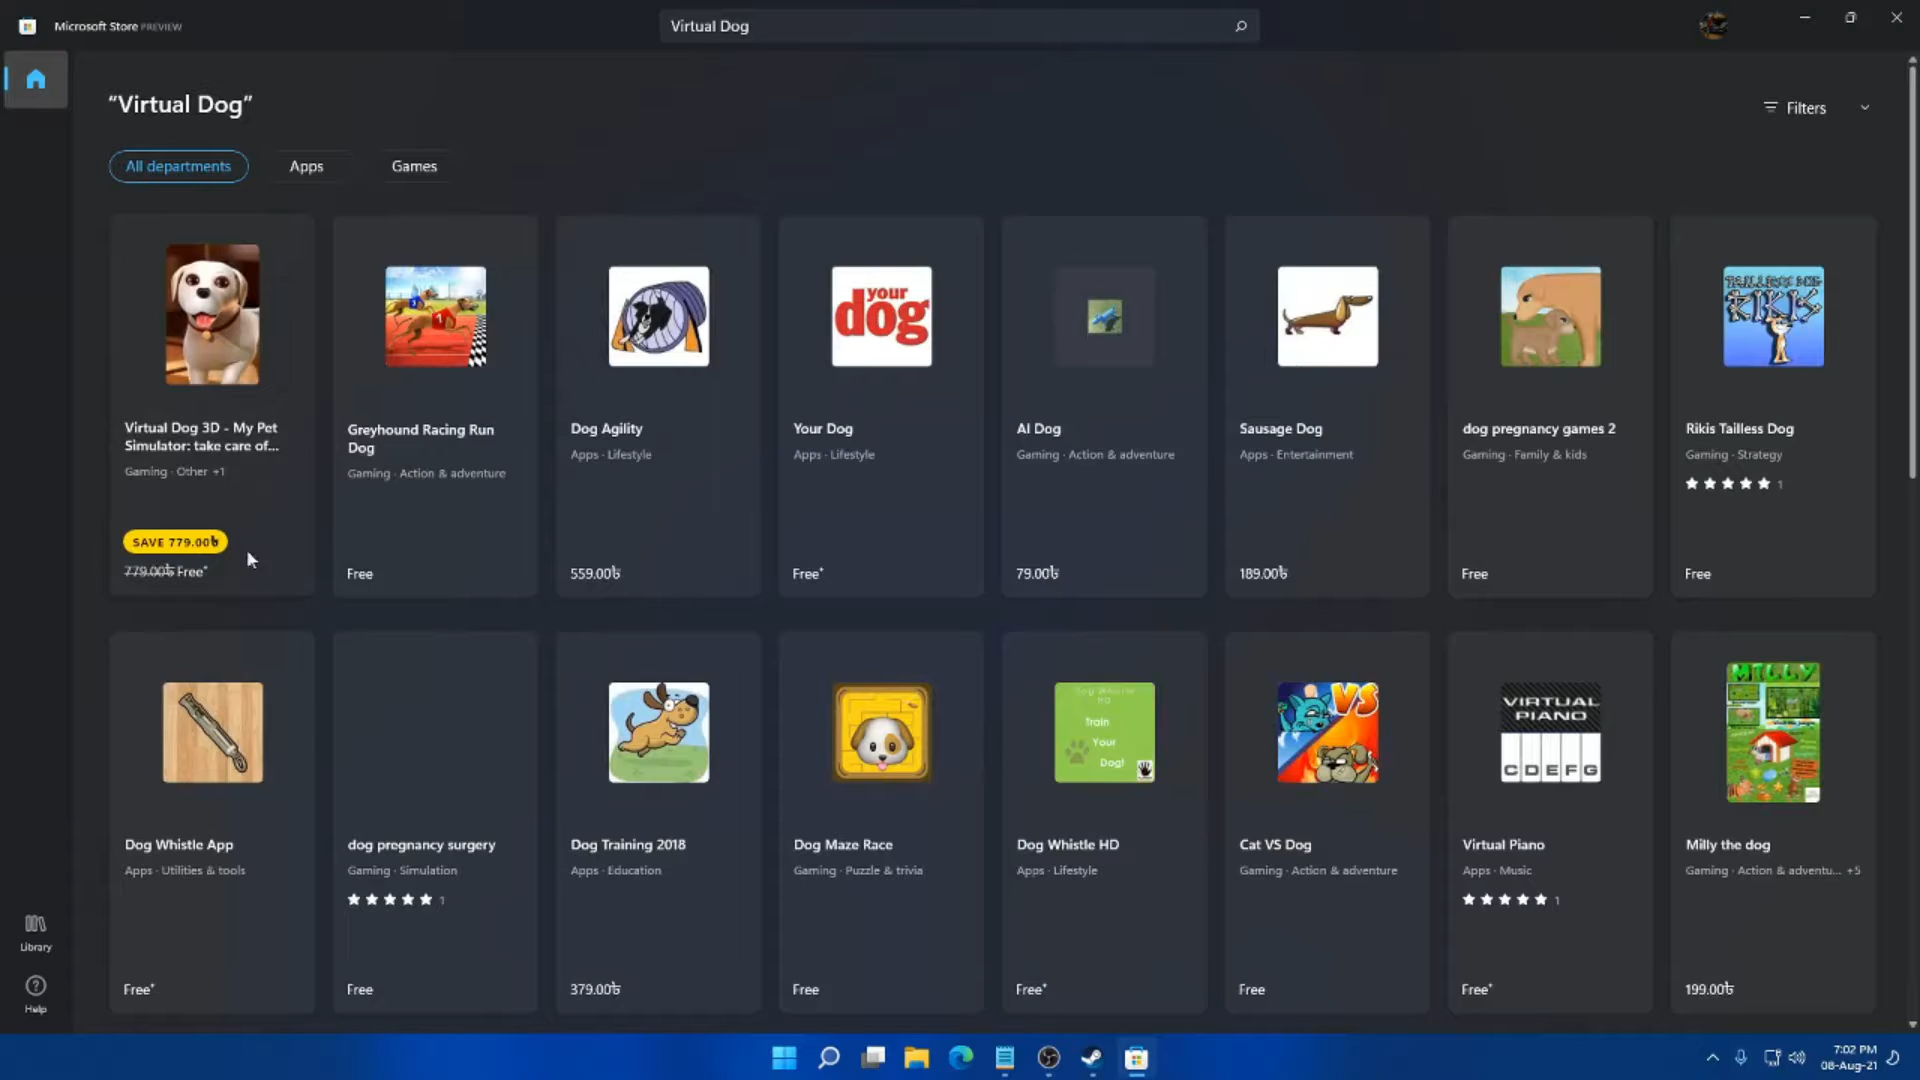 Microsoft Store PREVIEW
Virtual Dog
“Virtual Dog”
Filters
All departments
Apps
Games
your
dog
TAILLESS DOG
RIKIS
Virtual Dog 3D - My Pet
Simulator: take care of...
Gaming · Other +1
SAVE 779.00৳
779.00৳ Free*
Greyhound Racing Run
Dog
Gaming · Action & adventure
Free
Dog Agility
Apps · Lifestyle
559.00৳
Your Dog
Apps · Lifestyle
Free*
AI Dog
Gaming · Action & adventure
79.00৳
Sausage Dog
Apps · Entertainment
189.00৳
dog pregnancy games 2
Gaming · Family & kids
Free
Rikis Tailless Dog
Gaming · Strategy
1
Free
Dog Whistle App
Apps · Utilities & tools
Free*
dog pregnancy surgery
Gaming · Simulation
1
Free
Dog Training 2018
Apps · Education
379.00৳
Dog Maze Race
Gaming · Puzzle & trivia
Free
Dog Whistle
HD
Train
Your
Dog!
Dog Whistle HD
Apps · Lifestyle
Free*
VS
Cat VS Dog
Gaming · Action & adventure
Free
VIRTUAL
PIANO
C D E F G
Virtual Piano
Apps · Music
1
Free*
MILLY
Milly the dog
Gaming · Action & adventu... +5
199.00৳
Library
Help
7:02 PM
08-Aug-21